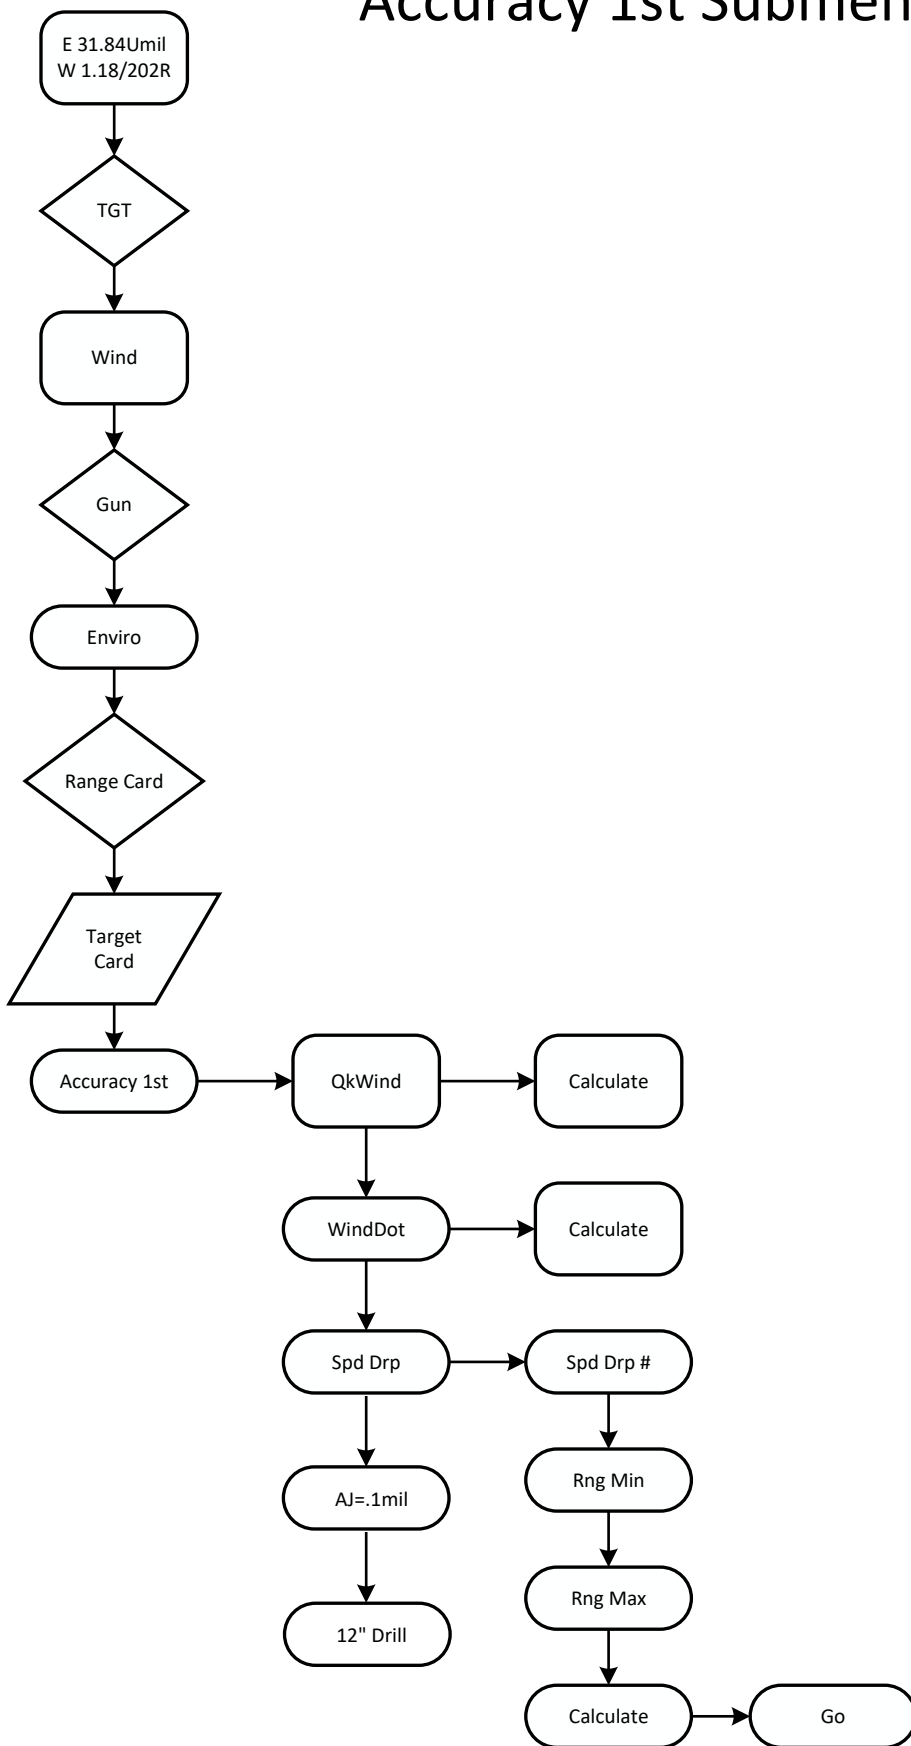 Accuracy 1st Submen
E 31.84Umil
W 1.18/202R
TGT
Wind
Gun
Enviro
Range Card
Target
Card
Accuracy 1st
QkWind
Calculate
WindDot
Calculate
Spd Drp
Spd Drp #
AJ=.1mil
Rng Min
12" Drill
Rng Max
Calculate
Go